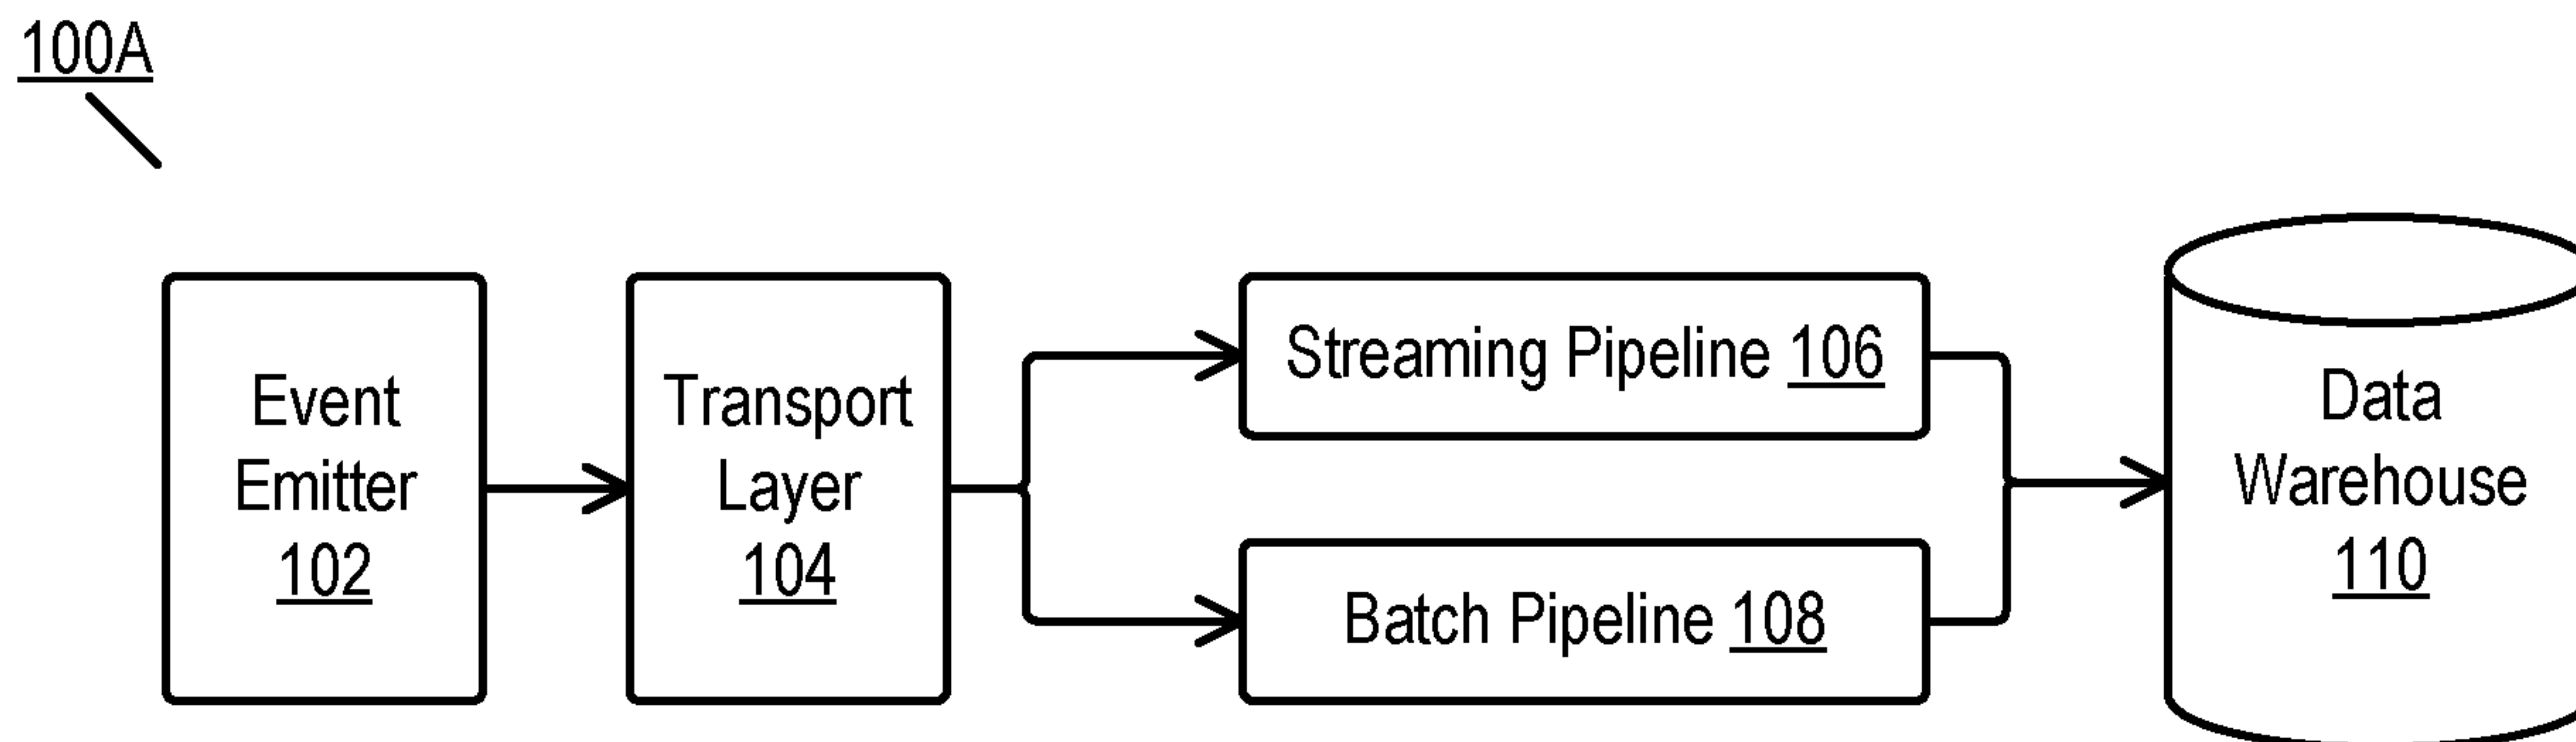 100A
Event
Emitter
102
Transport
Layer
104
Streaming Pipeline 106
Batch Pipeline 108
Data
Warehouse
110